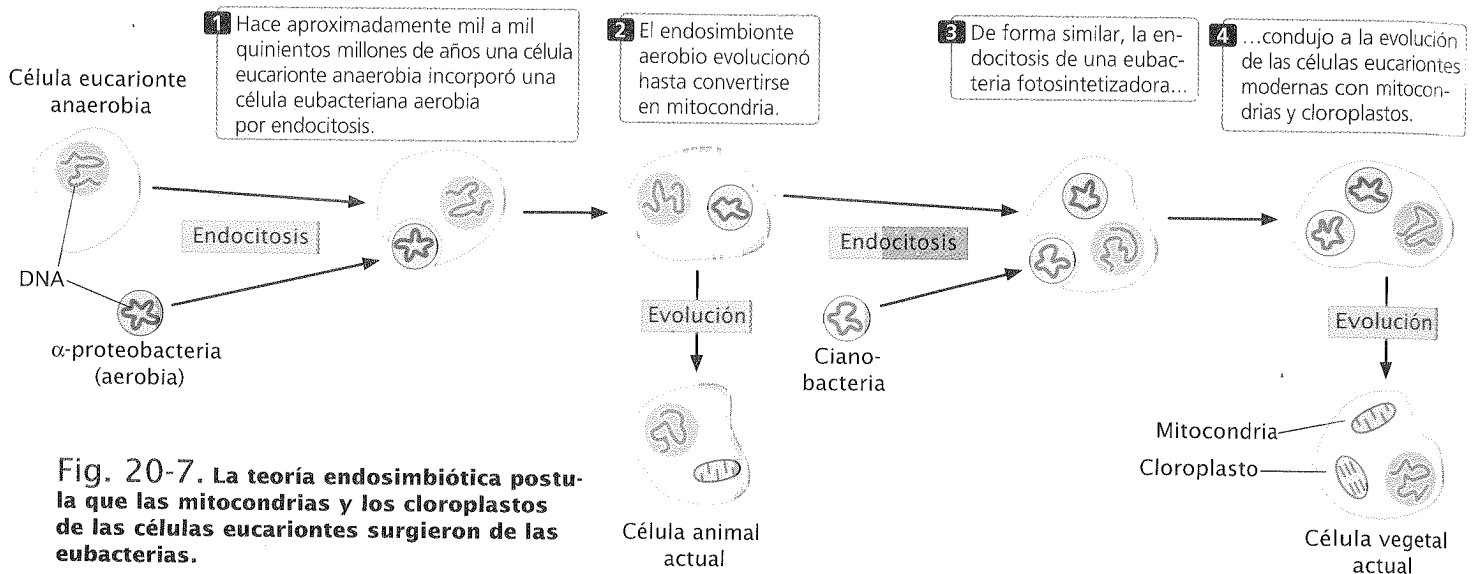 1 Hace aproximadamente mil a mil
quinientos millones de años una célula
eucarionte anaerobia incorporó una
célula eubacteriana aerobia
por endocitosis.
2 El endosimbionte
aerobio evolucionó
hasta convertirse
en mitocondria.
3 De forma similar, la en-
docitosis de una eubac-
teria fotosintetizadora...
4 ...condujo a la evolución
de las células eucariontes
modernas con mitocon-
drias y cloroplastos.
Célula eucarionte
anaerobia
Endocitosis
DNA
α-proteobacteria
(aerobia)
Evolución
Célula animal
actual
Endocitosis
Ciano-
bacteria
Evolución
Mitocondria
Cloroplasto
Célula vegetal
actual
Fig. 20-7. La teoría endosimbiótica postu-
la que las mitocondrias y los cloroplastos
de las células eucariontes surgieron de las
eubacterias.